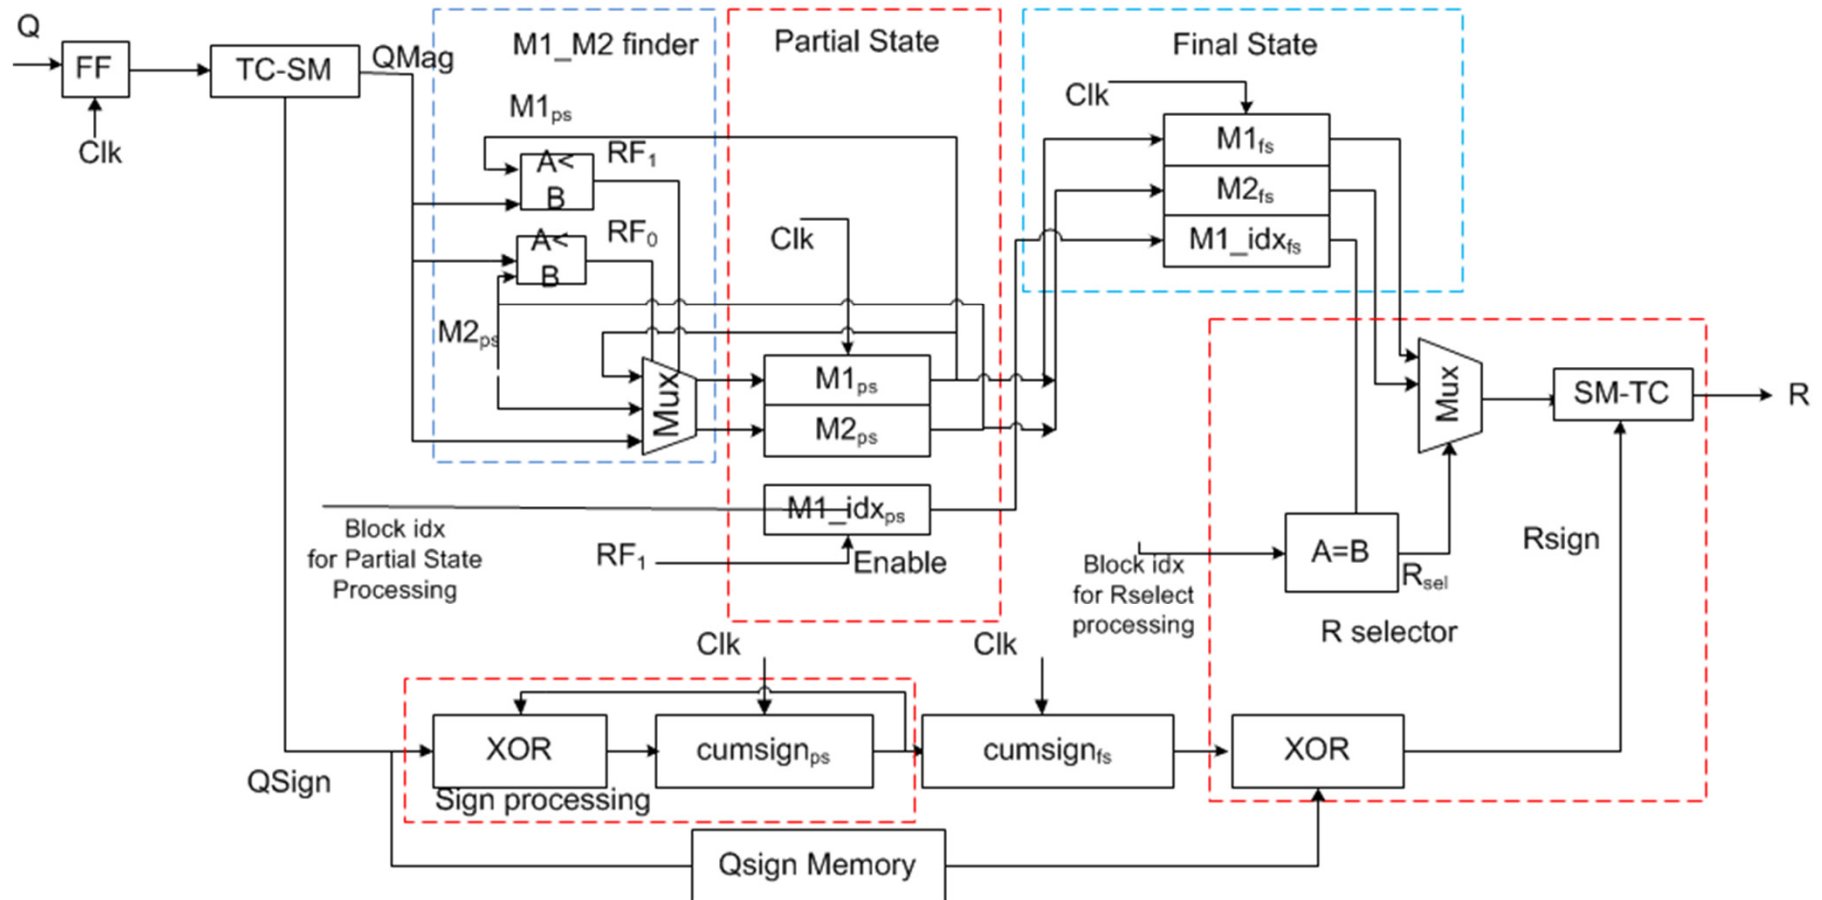 Q
FF
Clk
TC-SM
QMag
M1_M2 finder
M1ps
A<
B
RF1
A<
B
RF0
M2ps
Mux
Partial State
Clk
M1ps
M2ps
M1_idxps
Block idx
for Partial State
Processing
RF1
Enable
Final State
Clk
M1fs
M2fs
M1_idxfs
Mux
SM-TC
R
Block idx
for Rselect
processing
A=B
Rsel
Rsign
R selector
Clk
Clk
QSign
XOR
cumsignps
Sign processing
cumsignfs
XOR
Qsign Memory